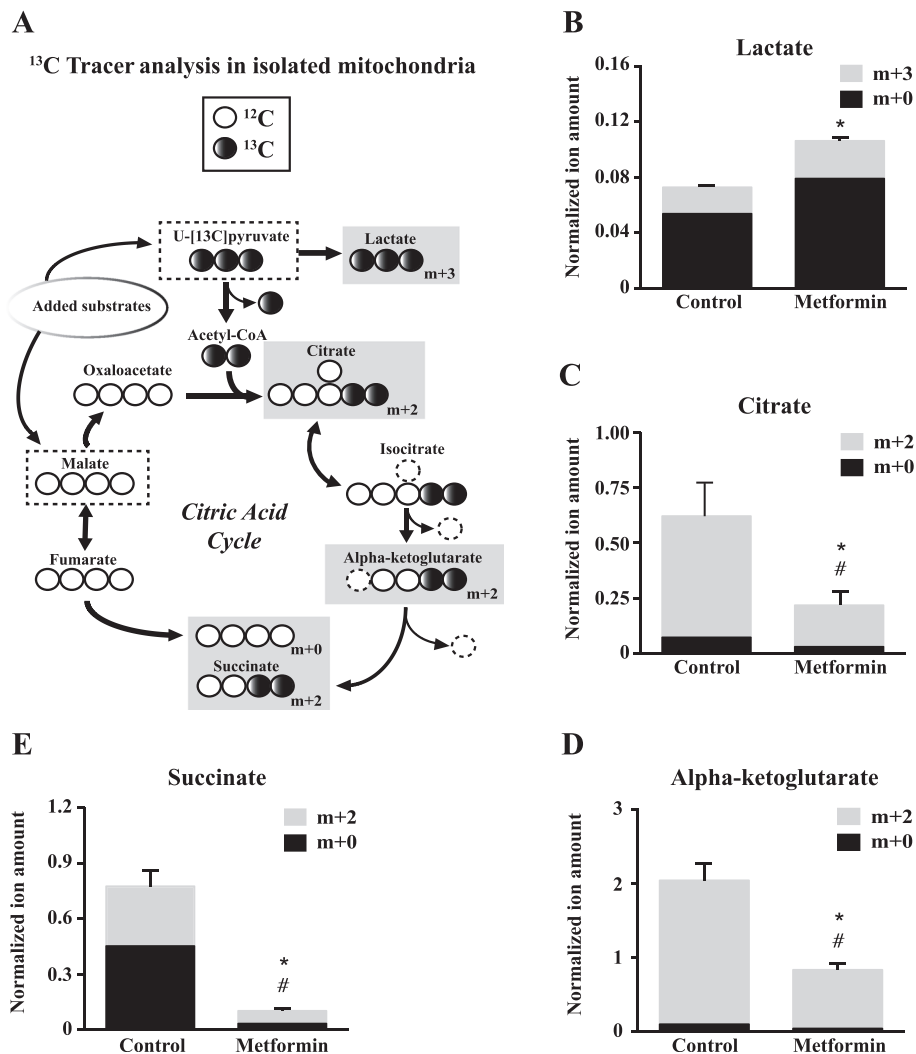 A
¹³C Tracer analysis in isolated mitochondria
¹²C
¹³C
U-[13C]pyruvate
Lactate
m+3
Added substrates
Acetyl-CoA
Citrate
Oxaloacetate
m+2
Isocitrate
Malate
Citric Acid
Cycle
Alpha-ketoglutarate
m+2
Fumarate
m+0
Succinate
m+2
B
Lactate
Normalized ion amount
0.16
0.12
0.08
0.04
0
m+3
m+0
*
Control
Metformin
C
Citrate
Normalized ion amount
1.00
0.75
0.50
0.25
0
m+2
m+0
*
#
Control
Metformin
E
Succinate
Normalized ion amount
1.2
0.9
0.6
0.3
0
m+2
m+0
*
#
Control
Metformin
D
Alpha-ketoglutarate
Normalized ion amount
3
2
1
0
m+2
m+0
*
#
Control
Metformin